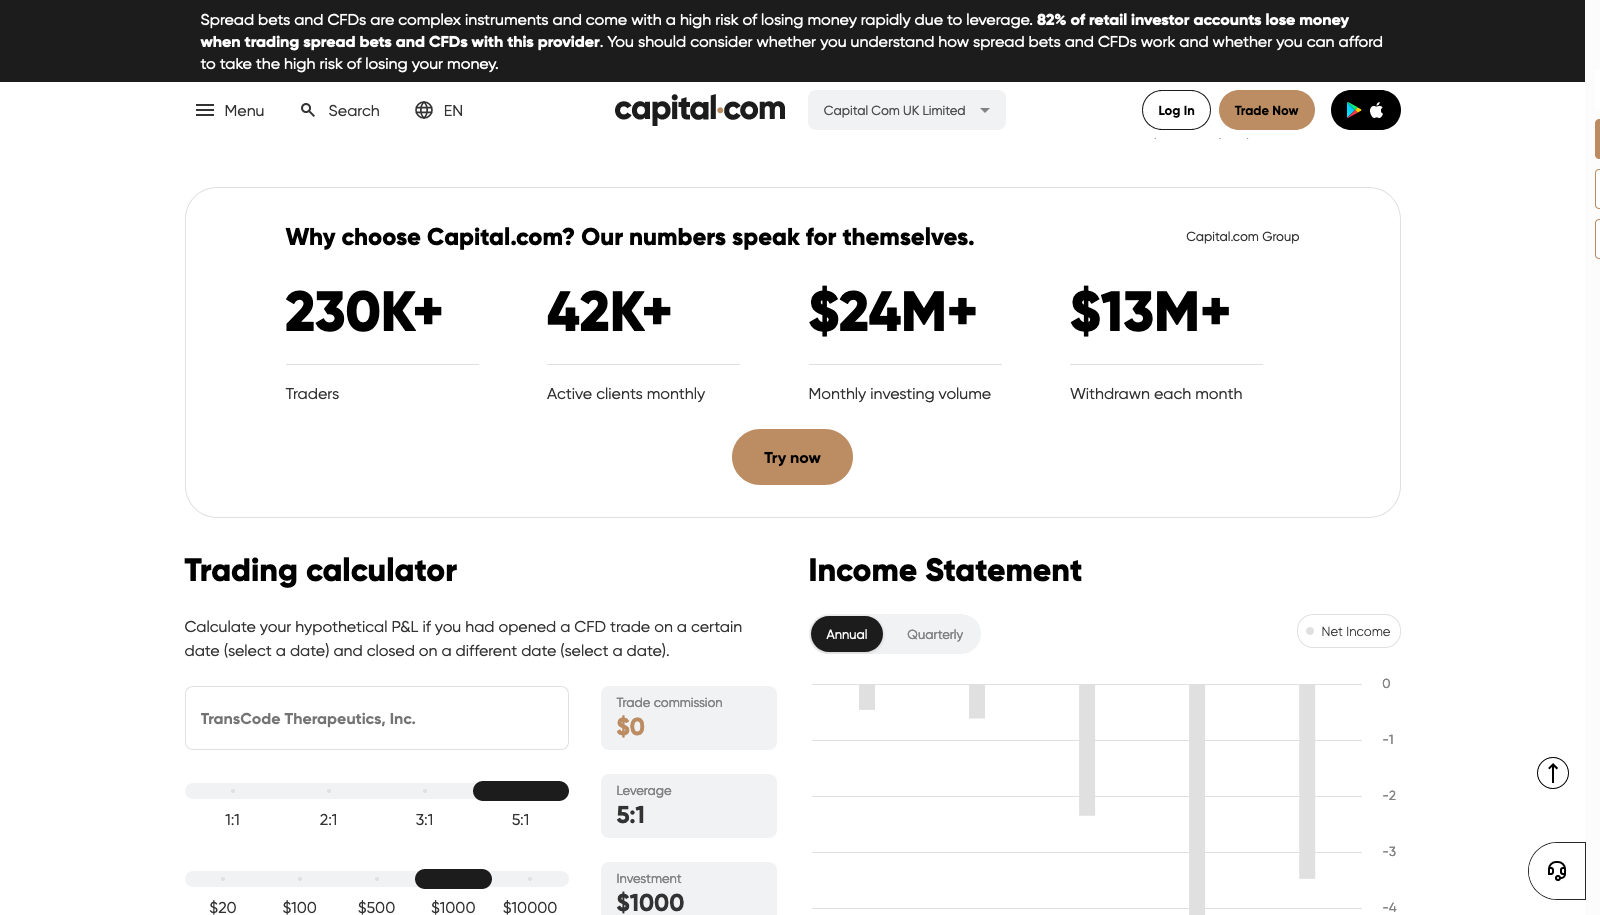 Spread bets and CFDs are complex instruments and come with a high risk of losing money rapidly due to leverage. 82% of retail investor accounts lose money
when trading spread bets and CFDs with this provider. You should consider whether you understand how spread bets and CFDs work and whether you can afford
to take the high risk of losing your money.
Menu
Search
EN
capital.com
Capital Com UK Limited
Log In
Trade Now
Why choose Capital.com? Our numbers speak for themselves.
Capital.com Group
230K+
42K+
$24M+
$13M+
Traders
Active clients monthly
Monthly investing volume
Withdrawn each month
Try now
Trading calculator
Calculate your hypothetical P&L if you had opened a CFD trade on a certain
date (select a date) and closed on a different date (select a date).
TransCode Therapeutics, Inc.
Trade commission
$0
1:1
2:1
3:1
5:1
Leverage
5:1
$20
$100
$500
$1000
$10000
Investment
$1000
Income Statement
Annual
Quarterly
Net Income
0
-1
-2
-3
-4